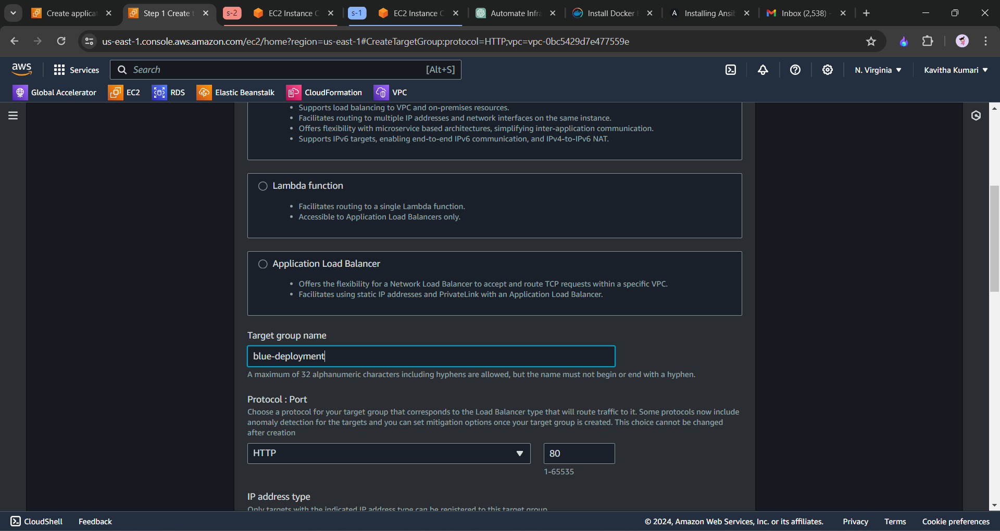 Create applica
Step 1 Create t
s-2
EC2 Instance C
s-1
EC2 Instance C
Automate Infra
Install Docker
Installing Ansi
Inbox (2,538) -
us-east-1.console.aws.amazon.com/ec2/home?region=us-east-1#CreateTargetGroup:protocol=HTTP;vpc=vpc-0bc5429d7e477559e
aws
Services
Search
[Alt+S]
N. Virginia
Kavitha Kumari
Global Accelerator
EC2
RDS
Elastic Beanstalk
CloudFormation
VPC
• Supports load balancing to VPC and on-premises resources.
• Facilitates routing to multiple IP addresses and network interfaces on the same instance.
• Offers flexibility with microservice based architectures, simplifying inter-application communication.
• Supports IPv6 targets, enabling end-to-end IPv6 communication, and IPv4-to-IPv6 NAT.
Lambda function
• Facilitates routing to a single Lambda function.
• Accessible to Application Load Balancers only.
Application Load Balancer
• Offers the flexibility for a Network Load Balancer to accept and route TCP requests within a specific VPC.
• Facilitates using static IP addresses and PrivateLink with an Application Load Balancer.
Target group name
blue-deployment
A maximum of 32 alphanumeric characters including hyphens are allowed, but the name must not begin or end with a hyphen.
Protocol : Port
Choose a protocol for your target group that corresponds to the Load Balancer type that will route traffic to it. Some protocols now include
anomaly detection for the targets and you can set mitigation options once your target group is created. This choice cannot be changed
after creation
HTTP
80
1-65535
IP address type
Only targets with the indicated IP address type can be registered to this target group.
CloudShell
Feedback
© 2024, Amazon Web Services, Inc. or its affiliates.
Privacy
Terms
Cookie preferences